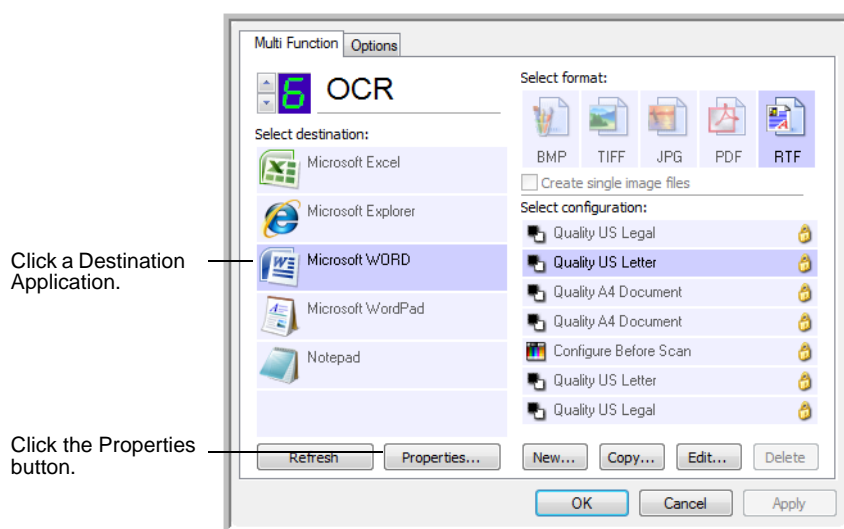 Multi Function
Options
6
OCR
Select destination:
Microsoft Excel
Microsoft Explorer
Microsoft WORD
Microsoft WordPad
Notepad
Refresh
Properties...
Select format:
BMP
TIFF
JPG
PDF
RTF
Create single image files
Select configuration:
Quality US Legal
Quality US Letter
Quality A4 Document
Quality A4 Document
Configure Before Scan
Quality US Letter
Quality US Legal
New...
Copy...
Edit...
Delete
OK
Cancel
Apply
Click a Destination
Application.
Click the Properties
button.